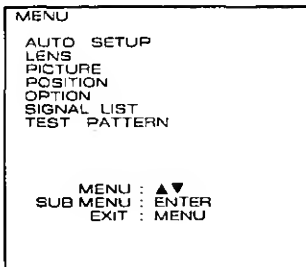 MENU
AUTO SETUP
LENS
PICTURE
POSITION
OPTION
SIGNAL LIST
TEST PATTERN
MENU : ▲▼
SUB MENU : ENTER
EXIT : MENU